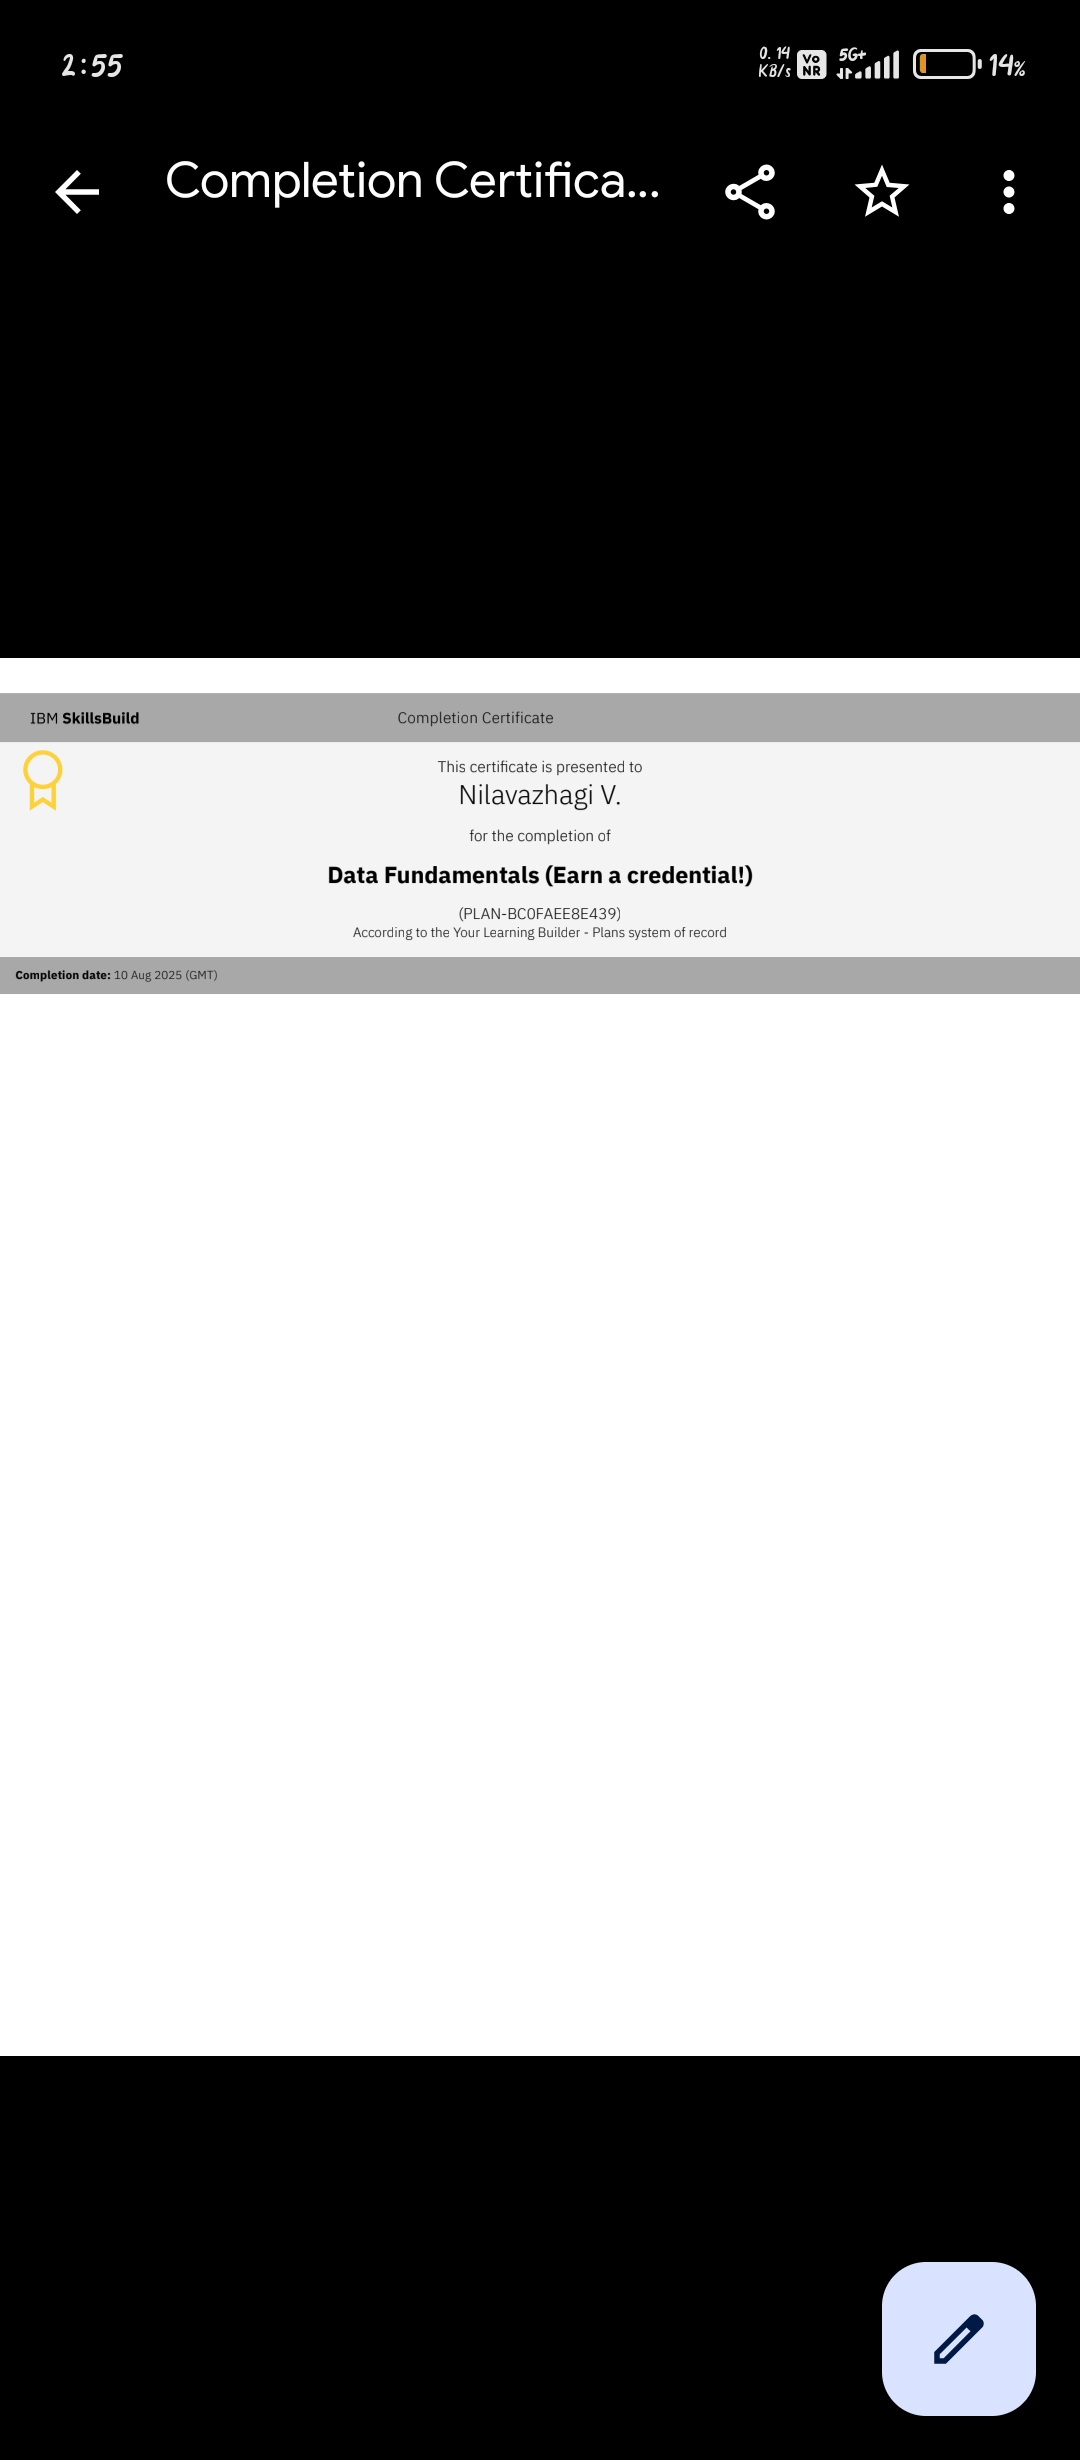 2:55
0.14
KB/s
Vo
NR
5G+
14%
Completion Certifica...
IBM SkillsBuild
Completion Certificate
This certificate is presented to
Nilavazhagi V.
for the completion of
Data Fundamentals (Earn a credential!)
(PLAN-BC0FAEE8E439)
According to the Your Learning Builder - Plans system of record
Completion date: 10 Aug 2025 (GMT)